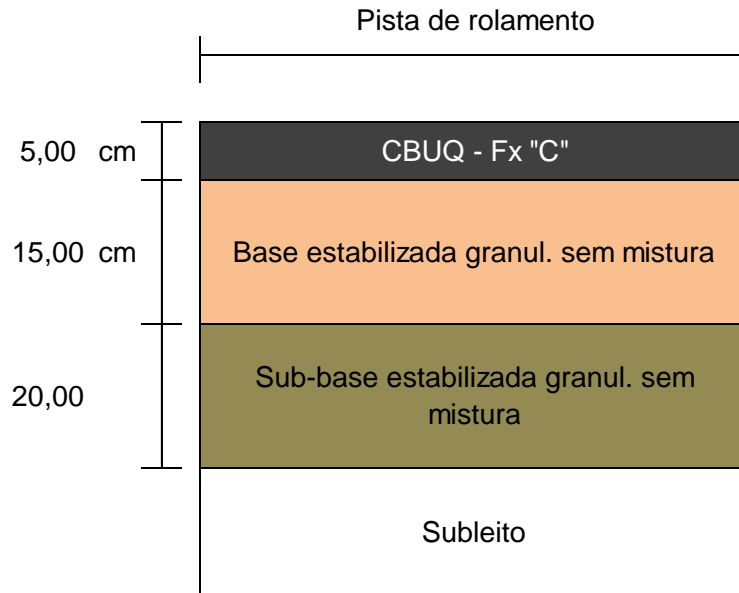 Pista de rolamento
5,00 cm
CBUQ - Fx "C"
15,00 cm
Base estabilizada granul. sem mistura
20,00
Sub-base estabilizada granul. sem
mistura
Subleito